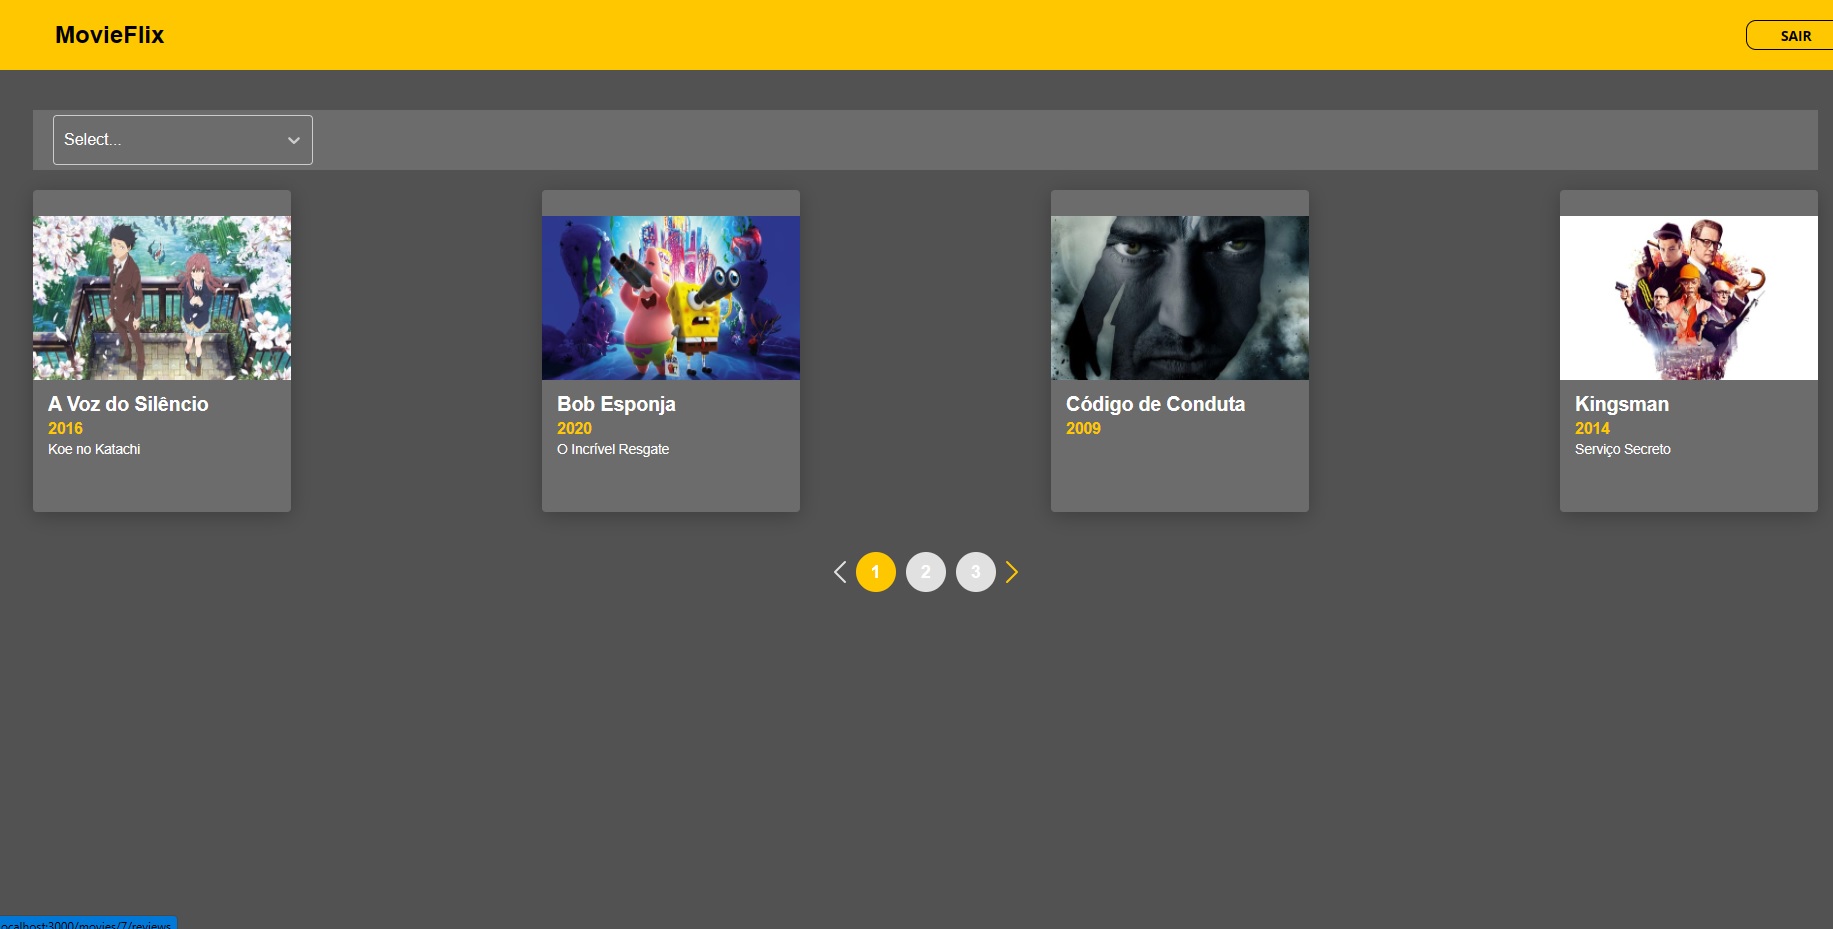 MovieFlix
SAIR
Select...
A Voz do Silêncio
2016
Koe no Katachi
Bob Esponja
2020
O Incrível Resgate
Código de Conduta
2009
Kingsman
2014
Serviço Secreto
1 2 3
ocalhost:3000/movies/7/reviews